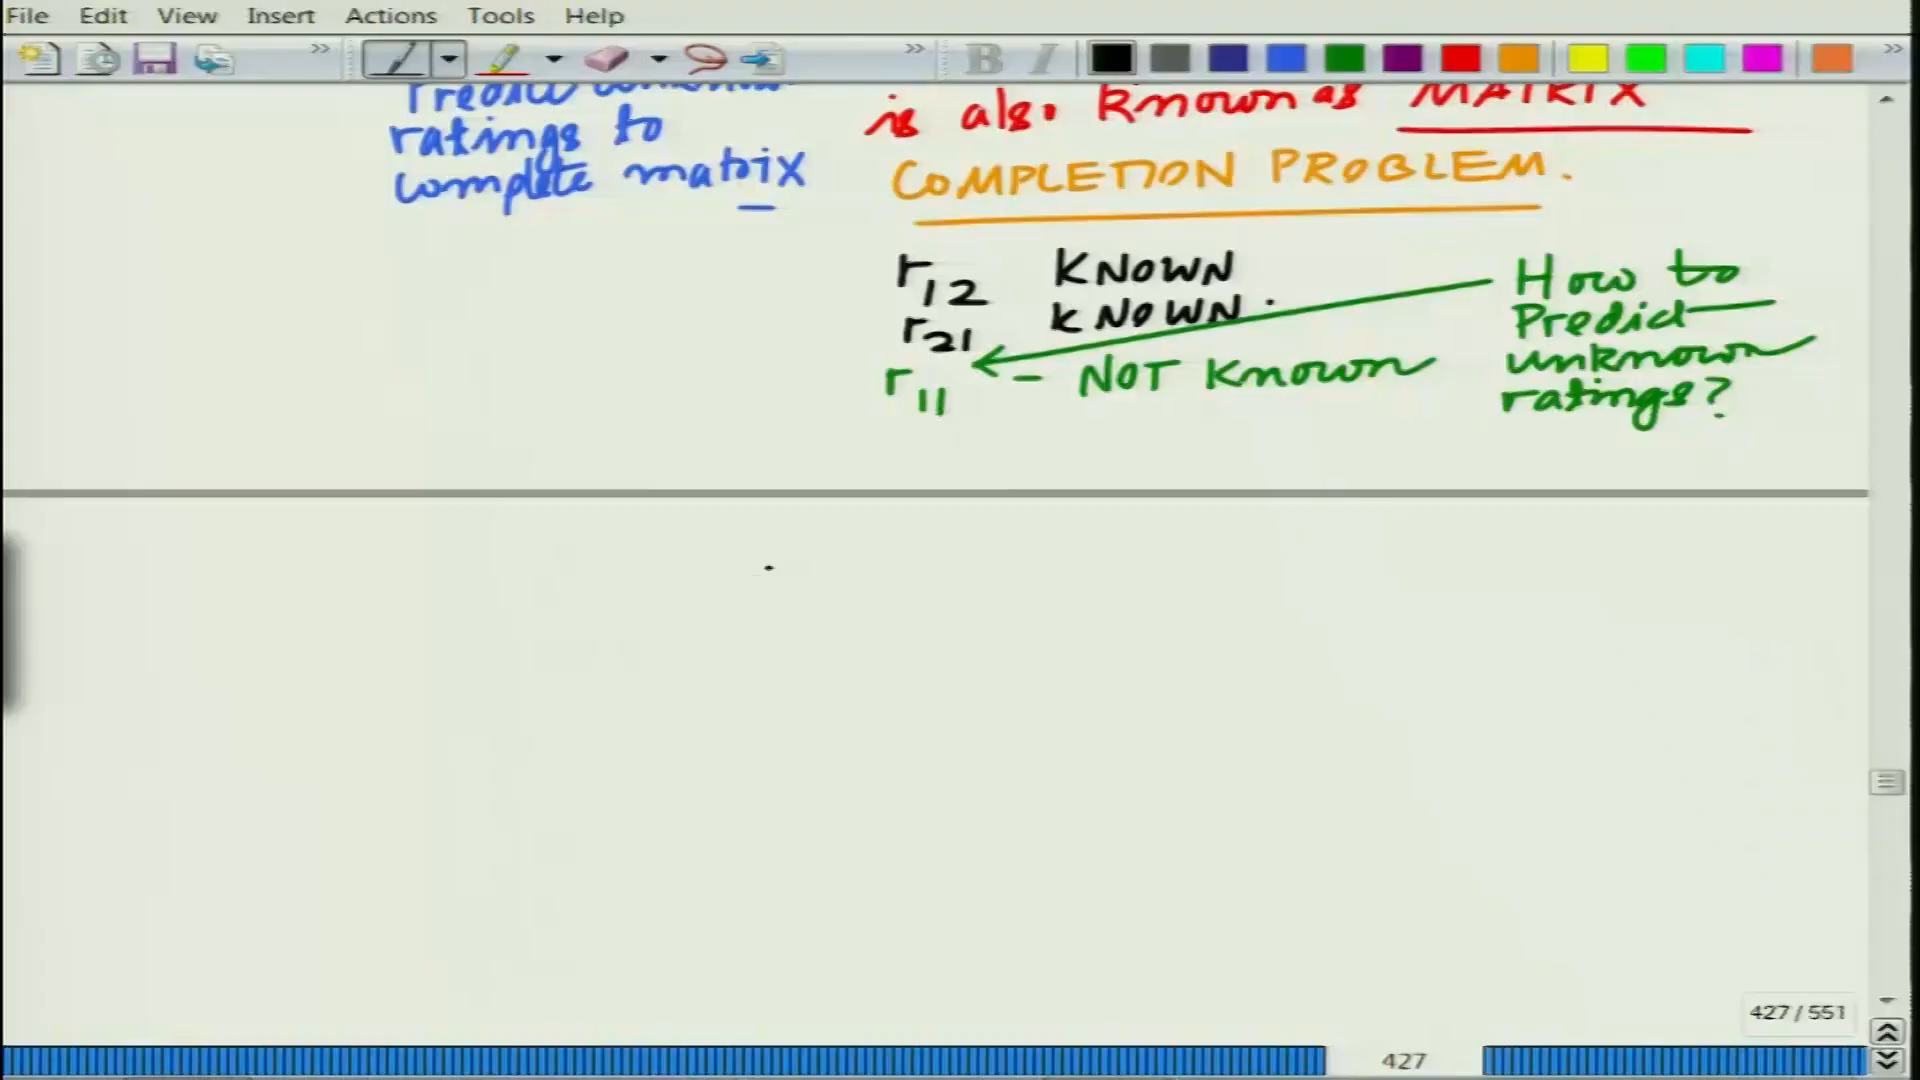 File Edit View Insert Actions Tools Help
B I
ratings to
complete matrix
is also known as MATRIX
COMPLETION PROBLEM.
r12 KNOWN
r21 KNOWN.
r11 - NOT Known
How to
Predict
unknown
ratings?
427 / 551
427